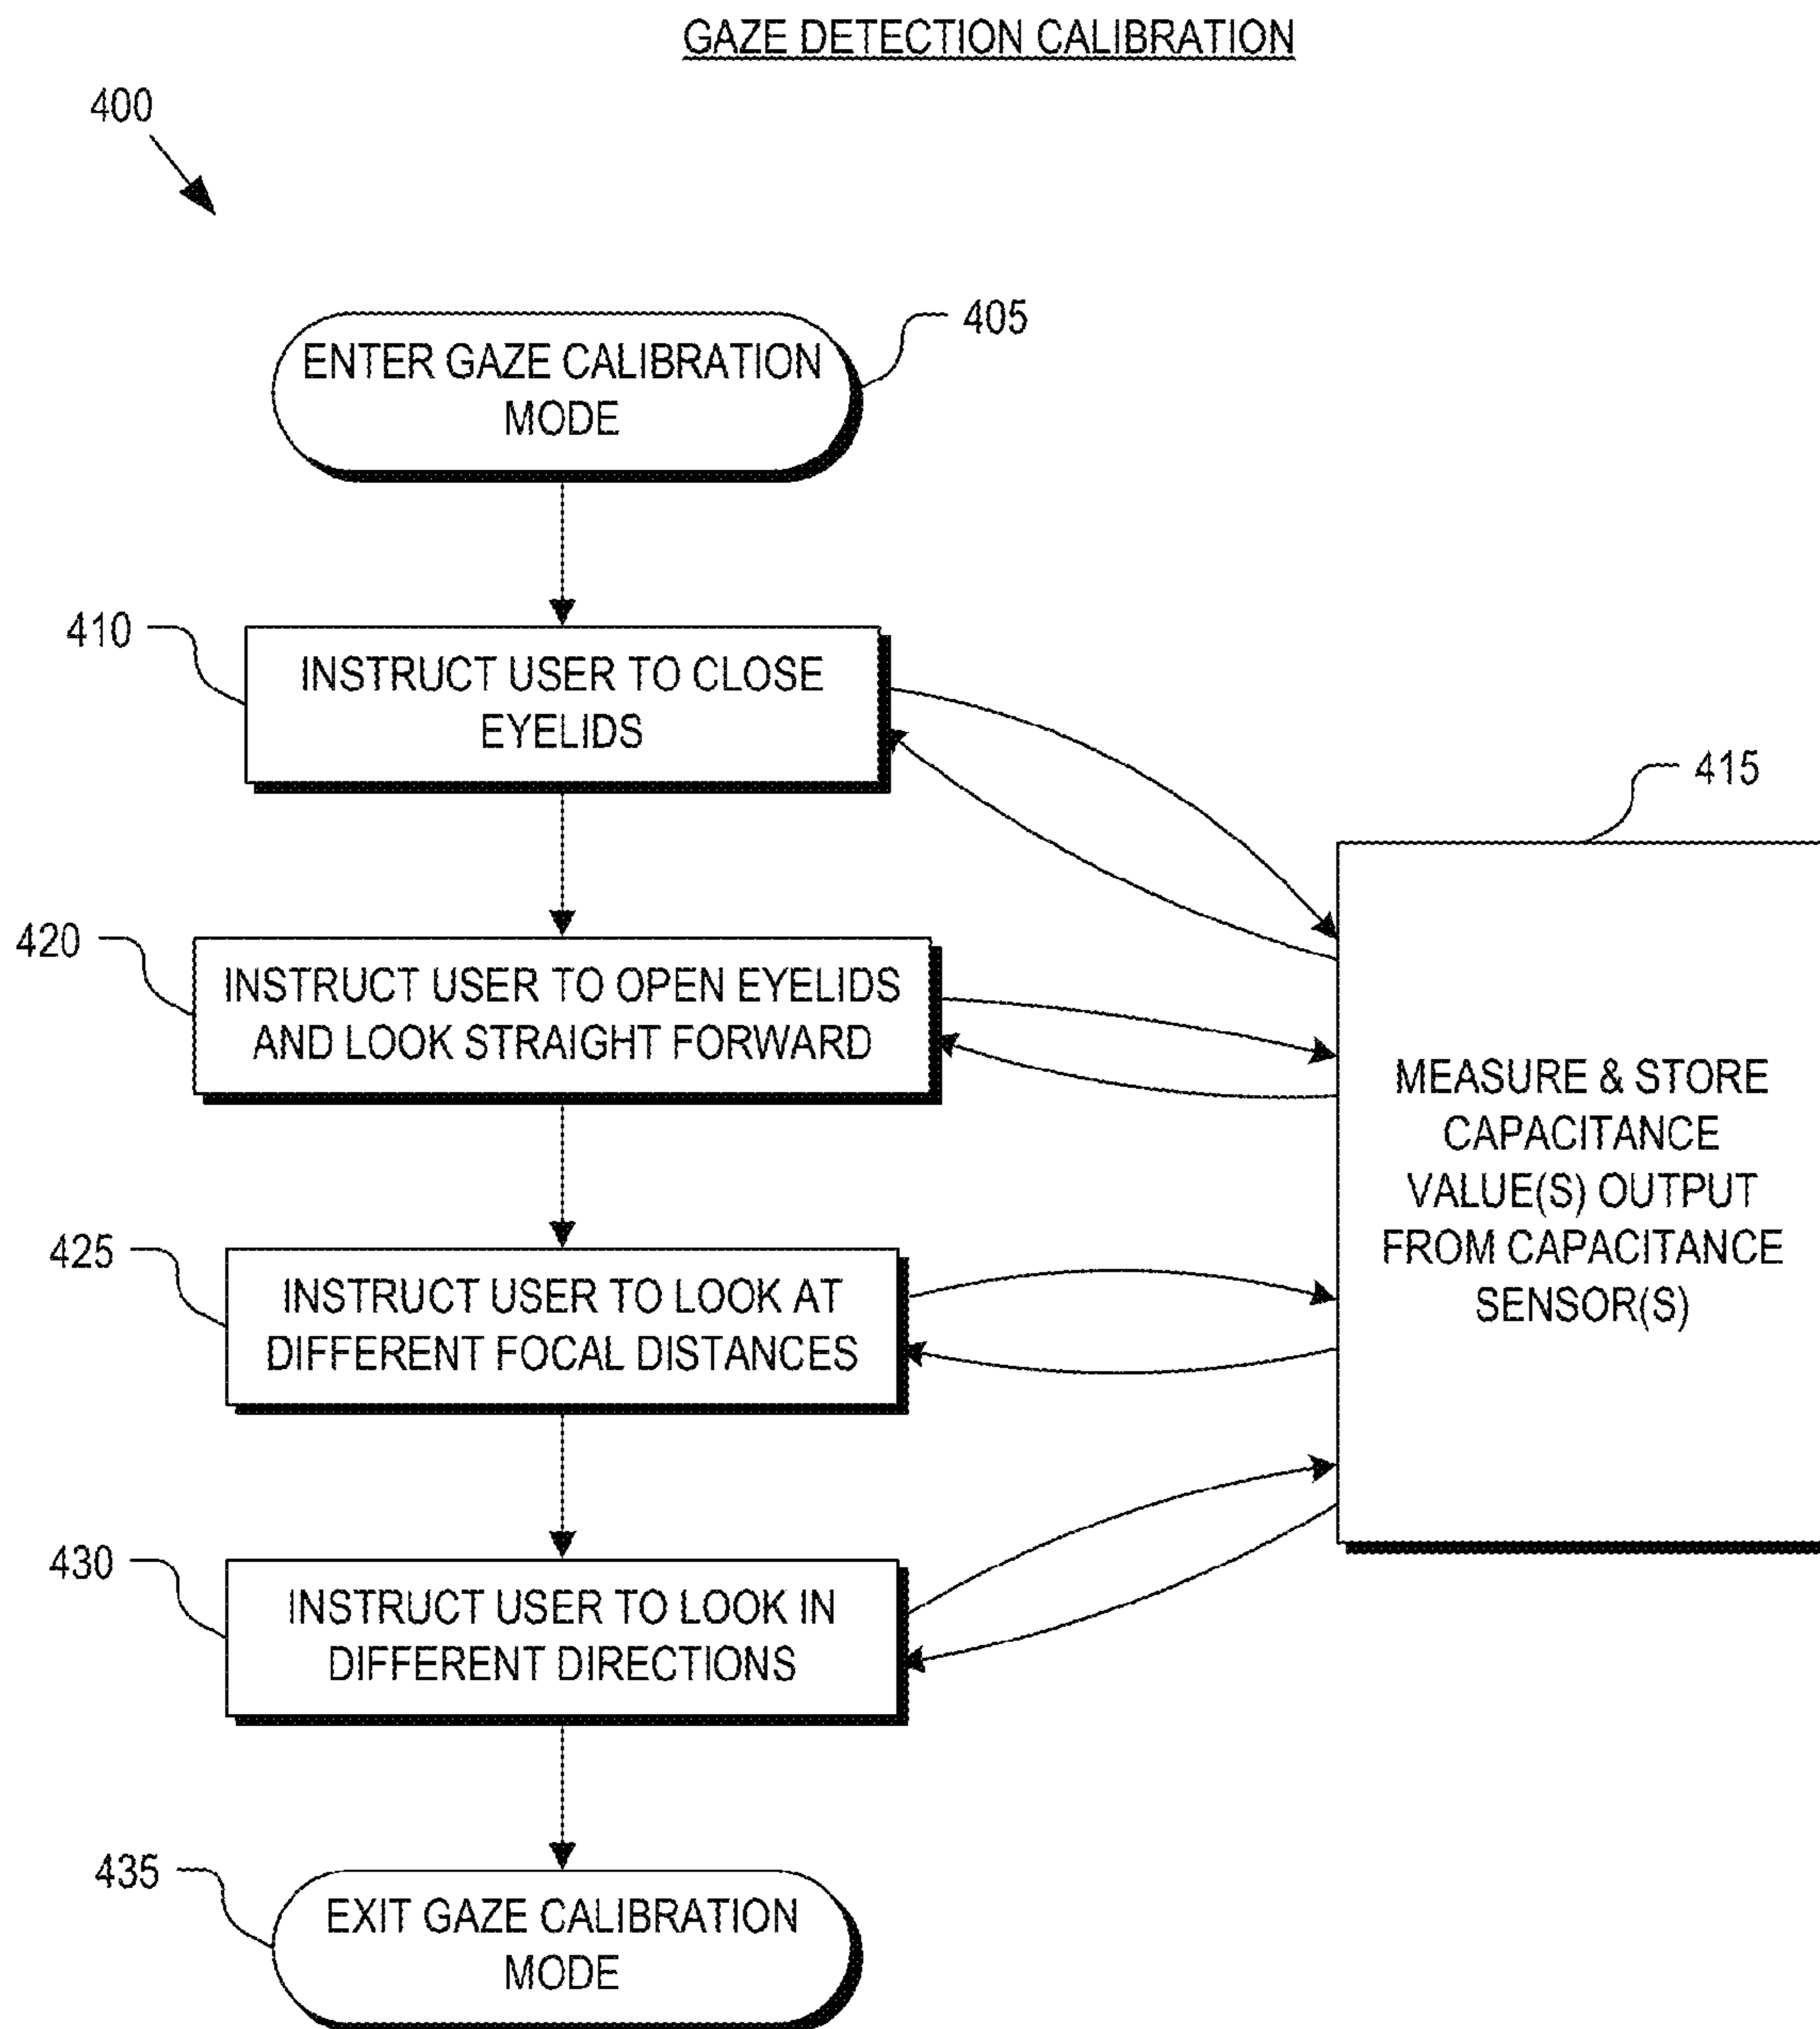 GAZE DETECTION CALIBRATION
400
405
ENTER GAZE CALIBRATION
MODE
410
INSTRUCT USER TO CLOSE
EYELIDS
415
MEASURE & STORE
CAPACITANCE
VALUE(S) OUTPUT
FROM CAPACITANCE
SENSOR(S)
420
INSTRUCT USER TO OPEN EYELIDS
AND LOOK STRAIGHT FORWARD
425
INSTRUCT USER TO LOOK AT
DIFFERENT FOCAL DISTANCES
430
INSTRUCT USER TO LOOK IN
DIFFERENT DIRECTIONS
435
EXIT GAZE CALIBRATION
MODE